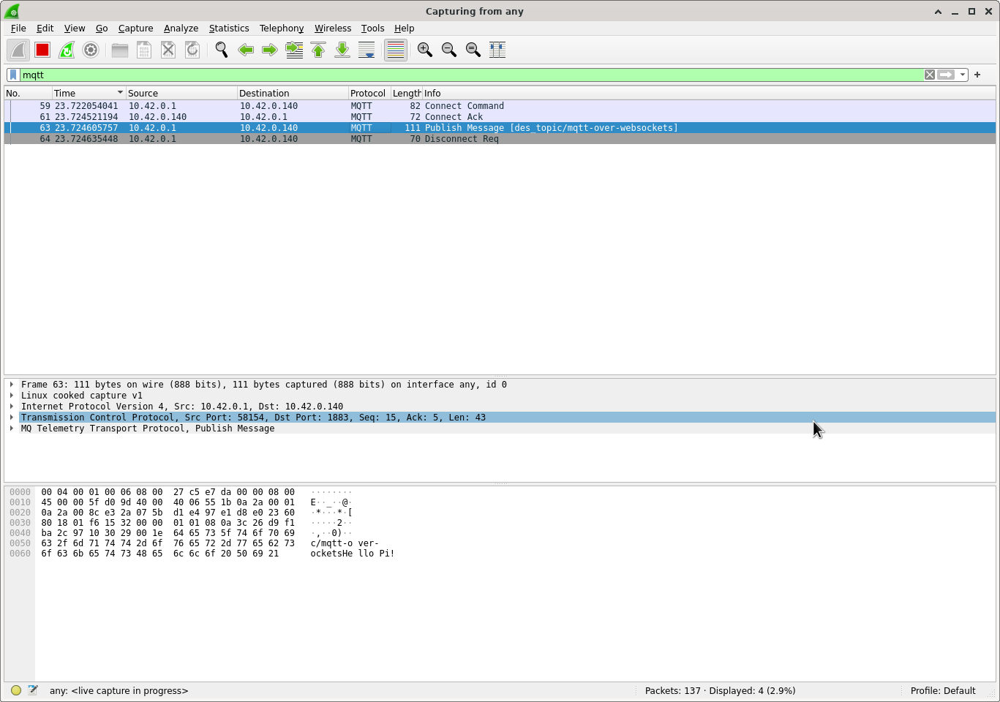 Capturing from any
File Edit View Go Capture Analyze Statistics Telephony Wireless Tools Help
mqtt
No. Time Source Destination Protocol Length Info
59 23.722054041 10.42.0.1 10.42.0.140 MQTT 82 Connect Command
61 23.724521194 10.42.0.140 10.42.0.1 MQTT 72 Connect Ack
63 23.724605757 10.42.0.1 10.42.0.140 MQTT 111 Publish Message [des_topic/mqtt-over-websockets]
64 23.724635448 10.42.0.1 10.42.0.140 MQTT 70 Disconnect Req
Frame 63: 111 bytes on wire (888 bits), 111 bytes captured (888 bits) on interface any, id 0
Linux cooked capture v1
Internet Protocol Version 4, Src: 10.42.0.1, Dst: 10.42.0.140
Transmission Control Protocol, Src Port: 58154, Dst Port: 1883, Seq: 15, Ack: 5, Len: 43
MQ Telemetry Transport Protocol, Publish Message
0000 00 04 00 01 00 06 08 00 27 c5 e7 da 00 00 08 00 ········
0010 45 00 00 5f d0 9d 40 00 40 06 55 1b 0a 2a 00 01 E··_··@·
0020 0a 2a 00 8c e3 2a 07 5b d1 e4 97 e1 d8 e0 23 60 ·*···*·[
0030 80 18 01 f6 15 32 00 00 01 01 08 0a 3c 26 d9 f1 ·····2··
0040 ba 2c 97 10 30 29 00 1e 64 65 73 5f 74 6f 70 69 ·,··0)··
0050 63 2f 6d 71 74 74 2d 6f 76 65 72 2d 77 65 62 73 c/mqtt-o ver-
0060 6f 63 6b 65 74 73 48 65 6c 6c 6f 20 50 69 21 ocketsHe llo Pi!
any: <live capture in progress> Packets: 137 · Displayed: 4 (2.9%) Profile: Default